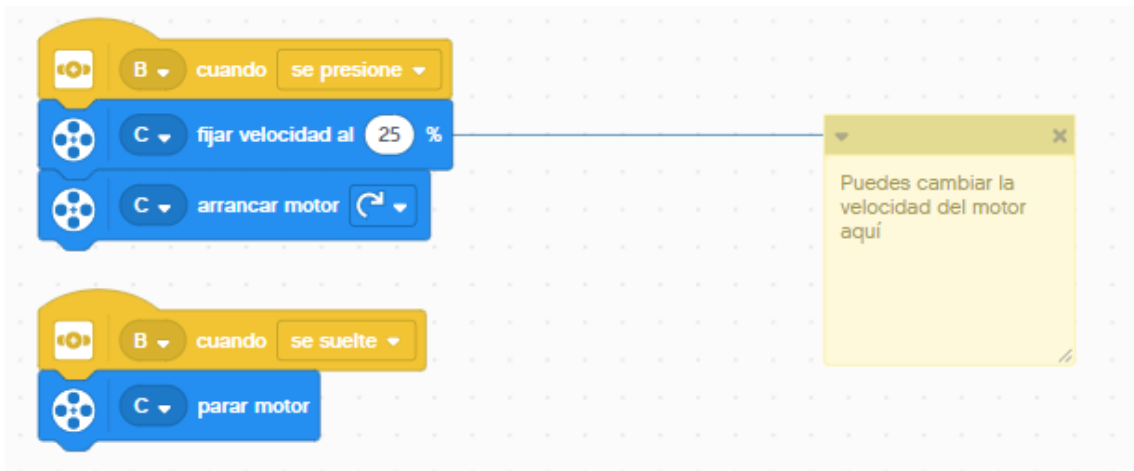 B cuando se presione
C fijar velocidad al 25 %
C arrancar motor
Puedes cambiar la
velocidad del motor
aquí
B cuando se suelte
C parar motor